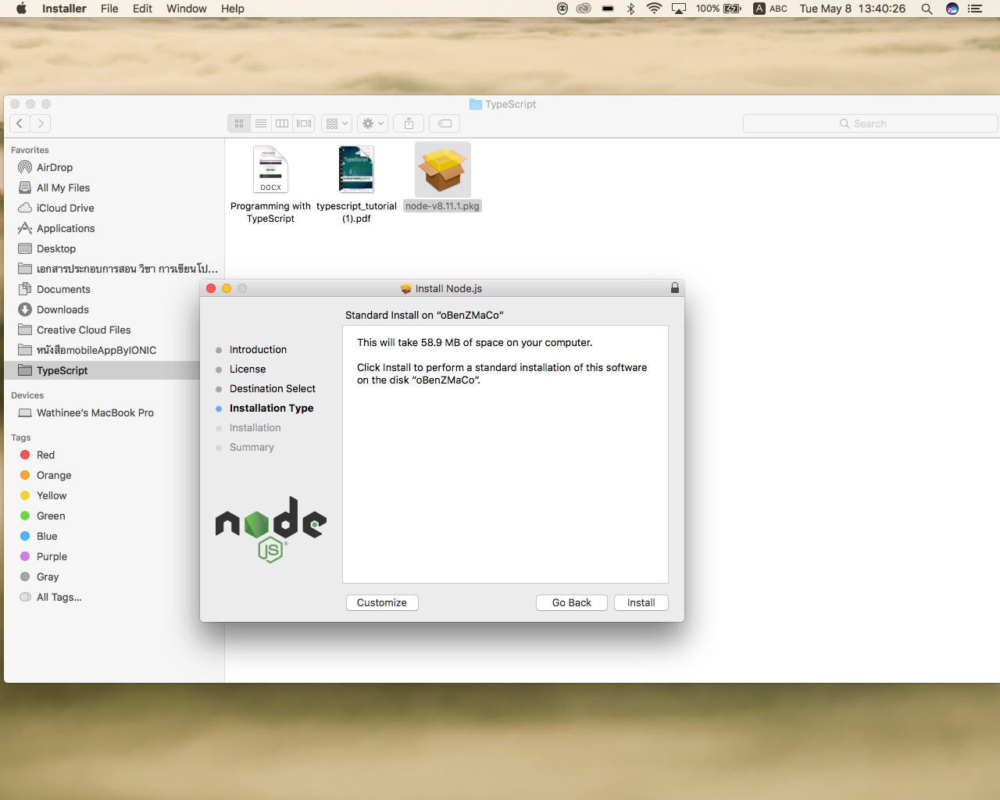 Installer File Edit Window Help 100% A ABC Tue May 8 13:40:26
TypeScript
Search
Favorites
AirDrop
All My Files
iCloud Drive
Applications
Desktop
เอกสารประกอบการสอน วิชา การเขียนโป...
Documents
Downloads
Creative Cloud Files
หนังสือmobileAppByIONIC
TypeScript
Devices
Wathinee's MacBook Pro
Tags
Red
Orange
Yellow
Green
Blue
Purple
Gray
All Tags...
DOCX
TypeScript
Programming with
TypeScript
typescript_tutorial
(1).pdf
node-v8.11.1.pkg
Install Node.js
Standard Install on “oBenZMaCo”
Introduction
License
Destination Select
Installation Type
Installation
Summary
This will take 58.9 MB of space on your computer.
Click Install to perform a standard installation of this software
on the disk “oBenZMaCo”.
node
JS
Customize Go Back Install